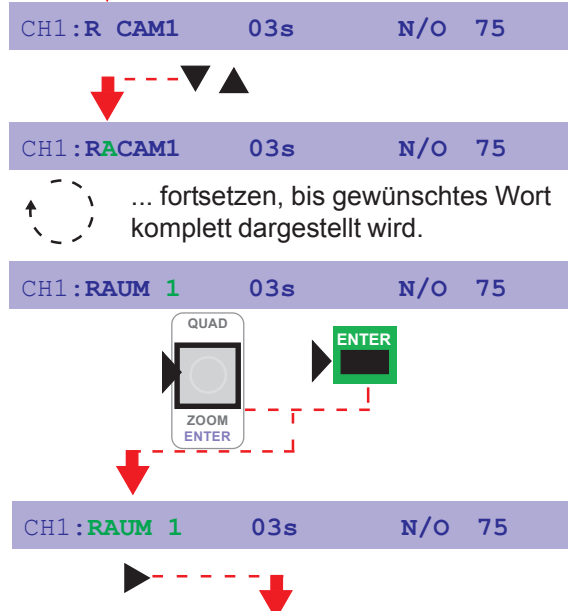 CH1:R CAM1 03s N/O 75
CH1:RACAM1 03s N/O 75
... fortsetzen, bis gewünschtes Wort
komplett dargestellt wird.
CH1:RAUM 1 03s N/O 75
QUAD
ENTER
ZOOM
ENTER
CH1:RAUM 1 03s N/O 75